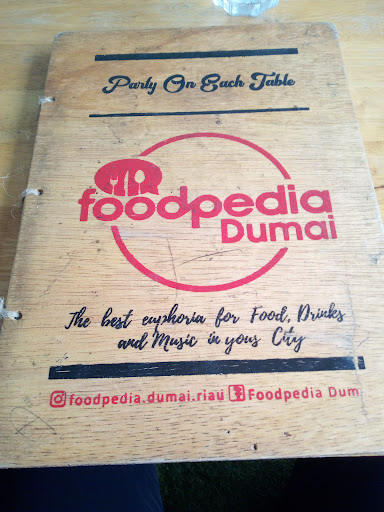 Party On Each Table
foodpedia
Dumai
The best euphoria for Food, Drinks
and Music in yous City
foodpedia.dumai.riau Foodpedia Dum